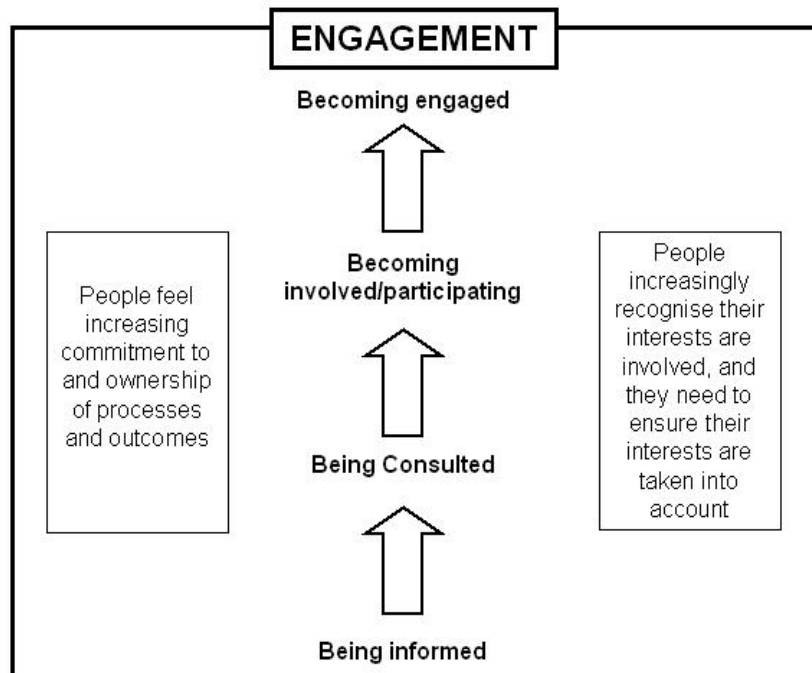 ENGAGEMENT
Becoming engaged
Becoming
involved/participating
People feel
increasing
commitment to
and ownership
of processes
and outcomes
People
increasingly
recognise their
interests are
involved, and
they need to
ensure their
interests are
taken into
account
Being Consulted
Being informed